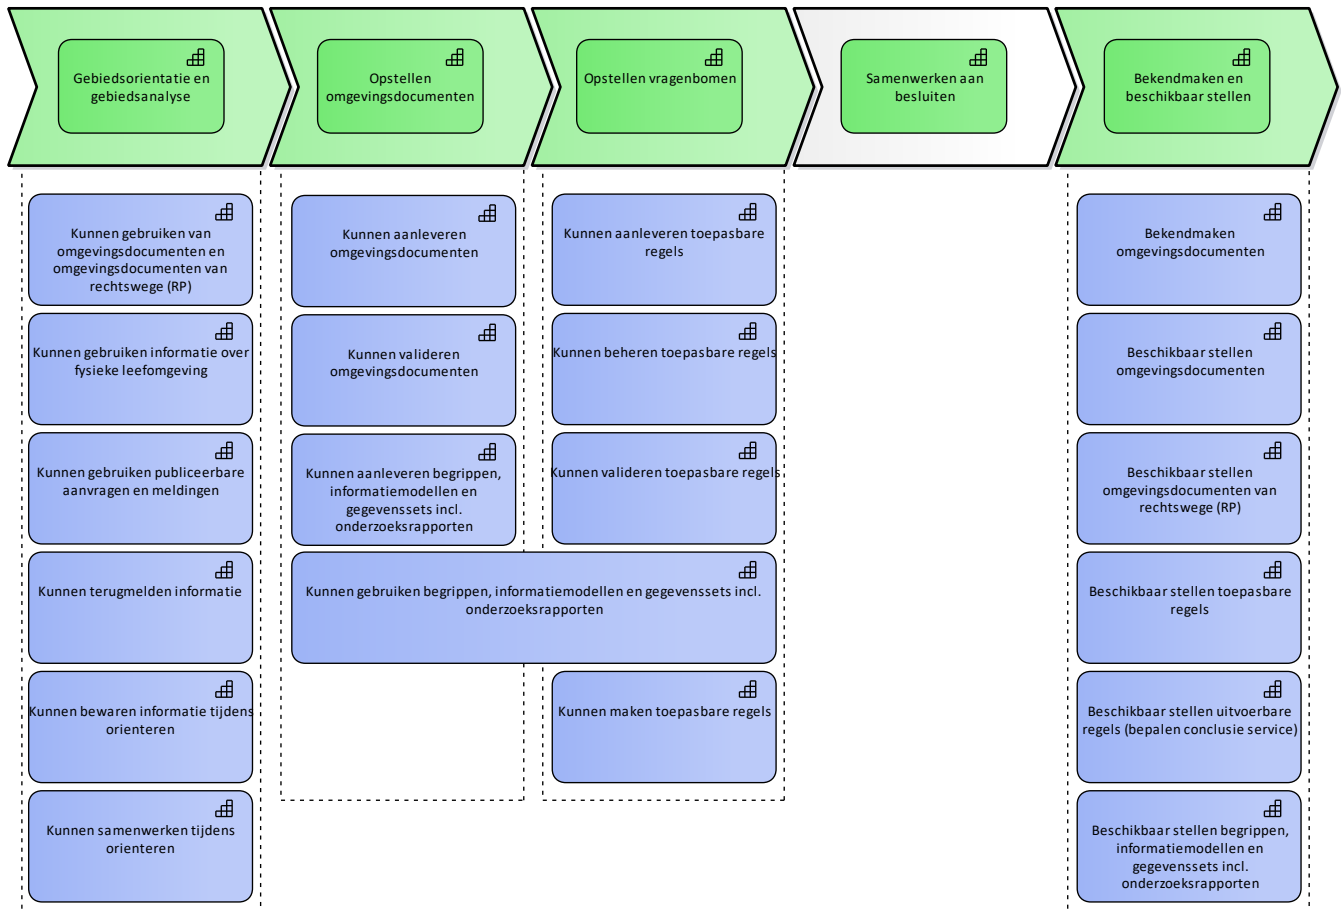 Gebiedsorientatie en
gebiedsanalyse
Opstellen
omgevingsdocumenten
Opstellen vragenbomen
Samenwerken aan
besluiten
Bekendmaken en
beschikbaar stellen
Kunnen gebruiken van
omgevingsdocumenten en
omgevingsdocumenten van
rechtswege (RP)
Kunnen gebruiken informatie over
fysieke leefomgeving
Kunnen gebruiken publiceerbare
aanvragen en meldingen
Kunnen terugmelden informatie
Kunnen bewaren informatie tijdens
orienteren
Kunnen samenwerken tijdens
orienteren
Kunnen aanleveren
omgevingsdocumenten
Kunnen valideren
omgevingsdocumenten
Kunnen aanleveren begrippen,
informatiemodellen en
gegevenssets incl.
onderzoeksrapporten
Kunnen gebruiken begrippen, informatiemodellen en gegevenssets incl.
onderzoeksrapporten
Kunnen aanleveren toepasbare
regels
Kunnen beheren toepasbare regels
Kunnen valideren toepasbare regels
Kunnen maken toepasbare regels
Bekendmaken
omgevingsdocumenten
Beschikbaar stellen
omgevingsdocumenten
Beschikbaar stellen
omgevingsdocumenten van
rechtswege (RP)
Beschikbaar stellen toepasbare
regels
Beschikbaar stellen uitvoerbare
regels (bepalen conclusie service)
Beschikbaar stellen begrippen,
informatiemodellen en
gegevenssets incl.
onderzoeksrapporten